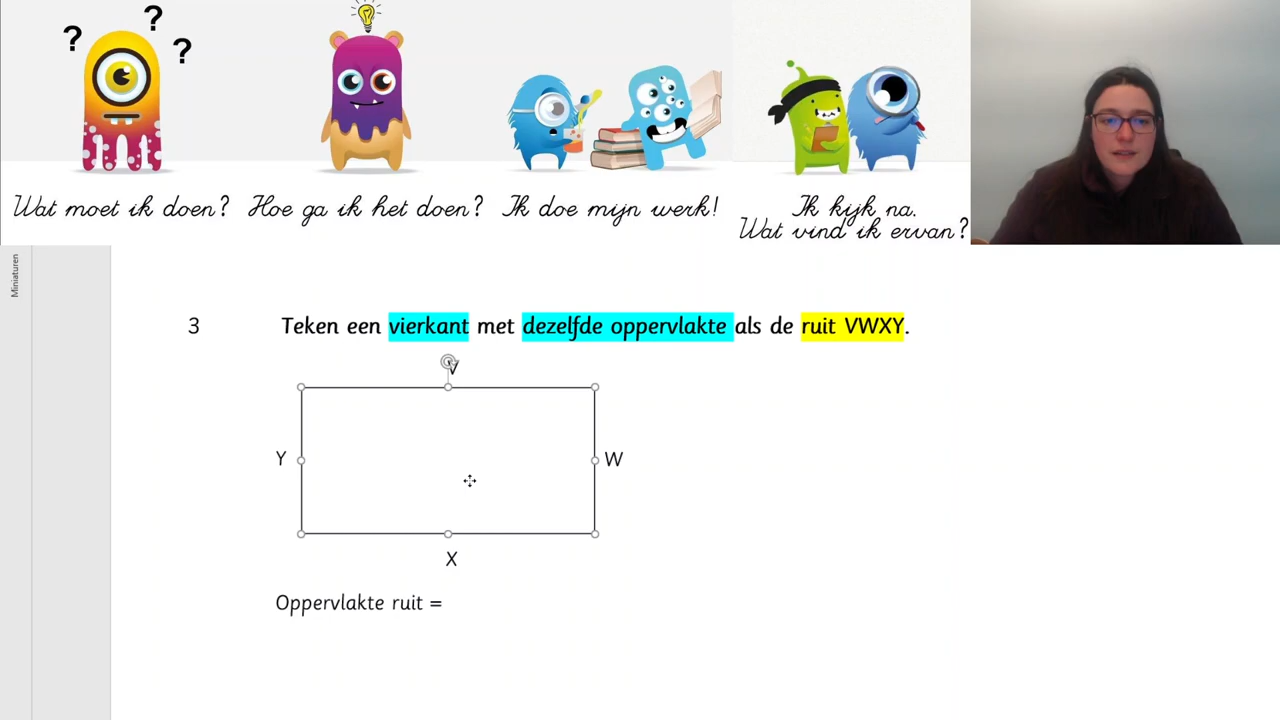 ? ? ?
Wat moet ik doen?
Hoe ga ik het doen?
Ik doe mijn werk!
Ik kijk na.
Wat vind ik ervan?
Miniaturen
3 Teken een vierkant met dezelfde oppervlakte als de ruit VWXY.
V
Y
W
X
Oppervlakte ruit =